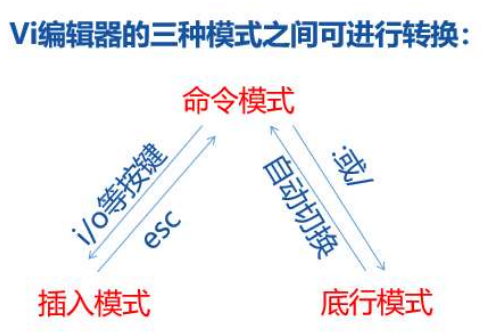 Vi编辑器的三种模式之间可进行转换：
命令模式
i/o等按键
esc
自动切换
:或/
插入模式
底行模式